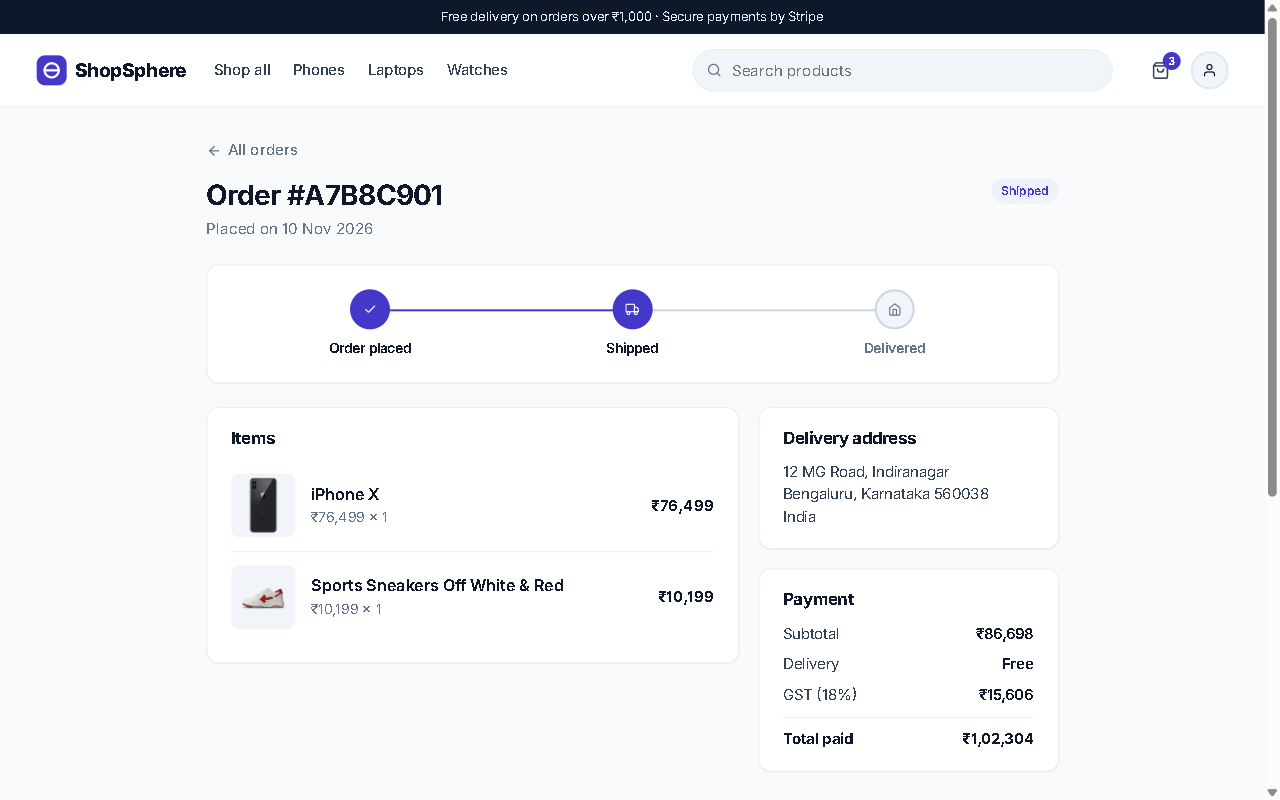 Free delivery on orders over ₹1,000 · Secure payments by Stripe
ShopSphere
Shop all Phones Laptops Watches
Search products
3
All orders
Order #A7B8C901
Shipped
Placed on 10 Nov 2026
Order placed
Shipped
Delivered
Items
iPhone X
₹76,499 × 1
₹76,499
Sports Sneakers Off White & Red
₹10,199 × 1
₹10,199
Delivery address
12 MG Road, Indiranagar
Bengaluru, Karnataka 560038
India
Payment
Subtotal ₹86,698
Delivery Free
GST (18%) ₹15,606
Total paid ₹1,02,304